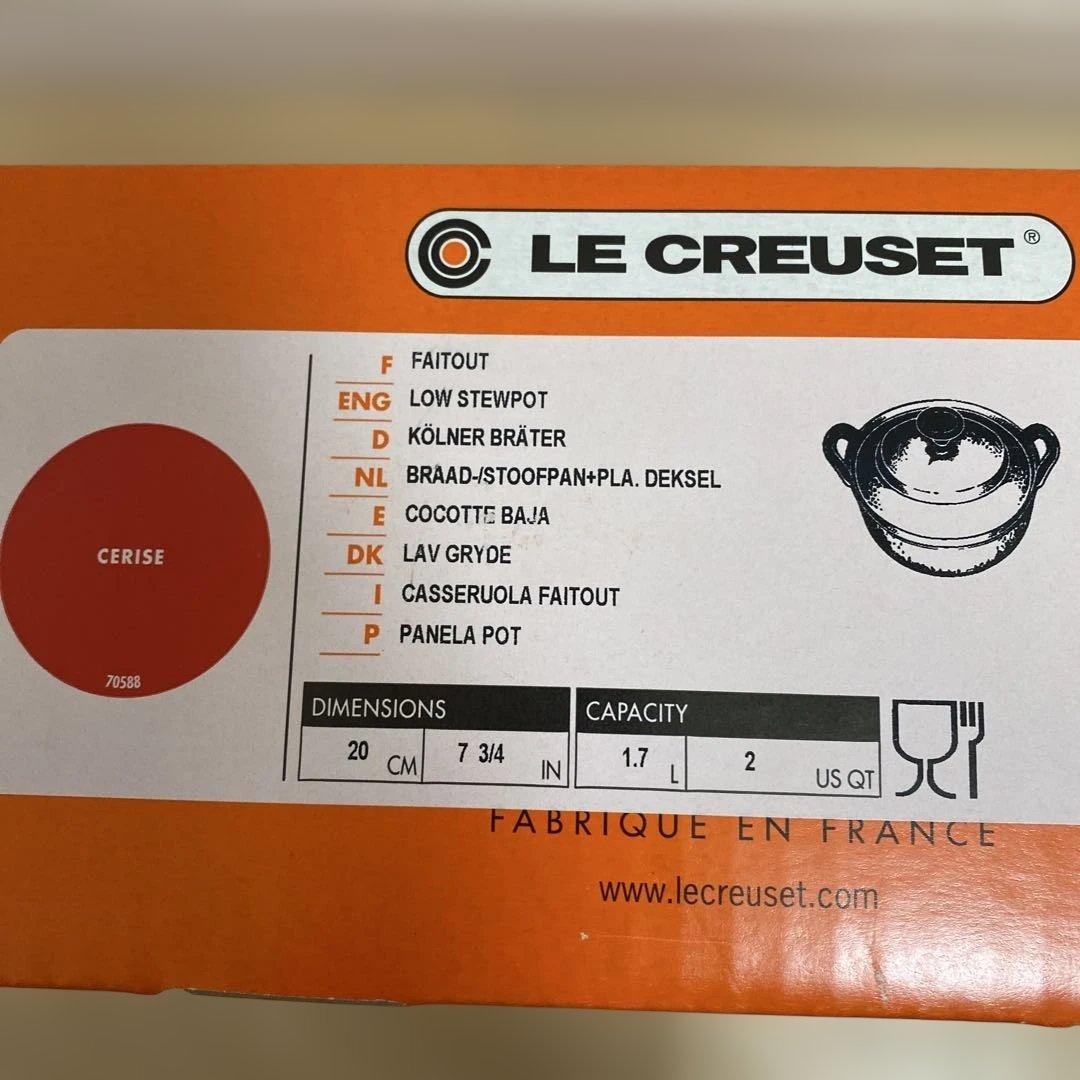 LE CREUSET®
F FAITOUT
ENG LOW STEWPOT
D KÖLNER BRÄTER
NL BRAAD-/STOOFPAN+PLA. DEKSEL
E COCOTTE BAJA
DK LAV GRYDE
I CASSERUOLA FAITOUT
P PANELA POT
CERISE
70588
DIMENSIONS CAPACITY
20 CM 7 3/4 IN 1.7 L 2 US QT
FABRIQUE EN FRANCE
www.lecreuset.com